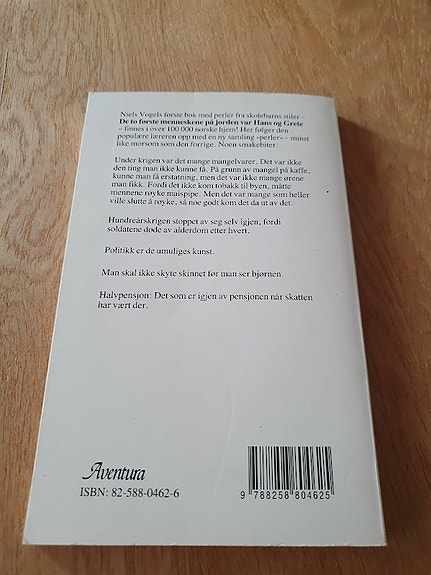 Niels Vogels første bok med perler fra skolebarns stiler –
De to første menneskene på jorden var Hans og Grete
– finnes i over 100 000 norske hjem! Her følger den
populære læreren opp med en ny samling «perler» – minst
like morsom som den forrige. Noen smakebiter:
Under krigen var det mange mangelvarer. Det var ikke
den ting man ikke kunne få. På grunn av mangel på kaffe,
kunne man få erstatning, men det var ikke mange ørene
man fikk. Fordi det ikke kom tobakk til byen, måtte
mennene røyke maispipe. Men det var mange som heller
ville slutte å røyke, så noe godt kom det da ut av det.
Hundreårskrigen stoppet av seg selv igjen, fordi
soldatene døde av alderdom etter hvert.
Politikk er de umuliges kunst.
Man skal ikke skyte skinnet før man ser bjørnen.
Halvpensjon: Det som er igjen av pensjonen når skatten
har vært der.
Aventura
ISBN: 82-588-0462-6
9 788258 804625